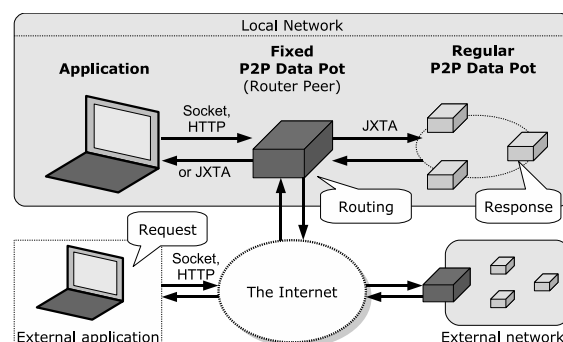 Local Network
Application
Fixed
P2P Data Pot
(Router Peer)
Regular
P2P Data Pot
Socket,
HTTP
or JXTA
JXTA
Routing
Response
Request
Socket,
HTTP
The Internet
External application
External network